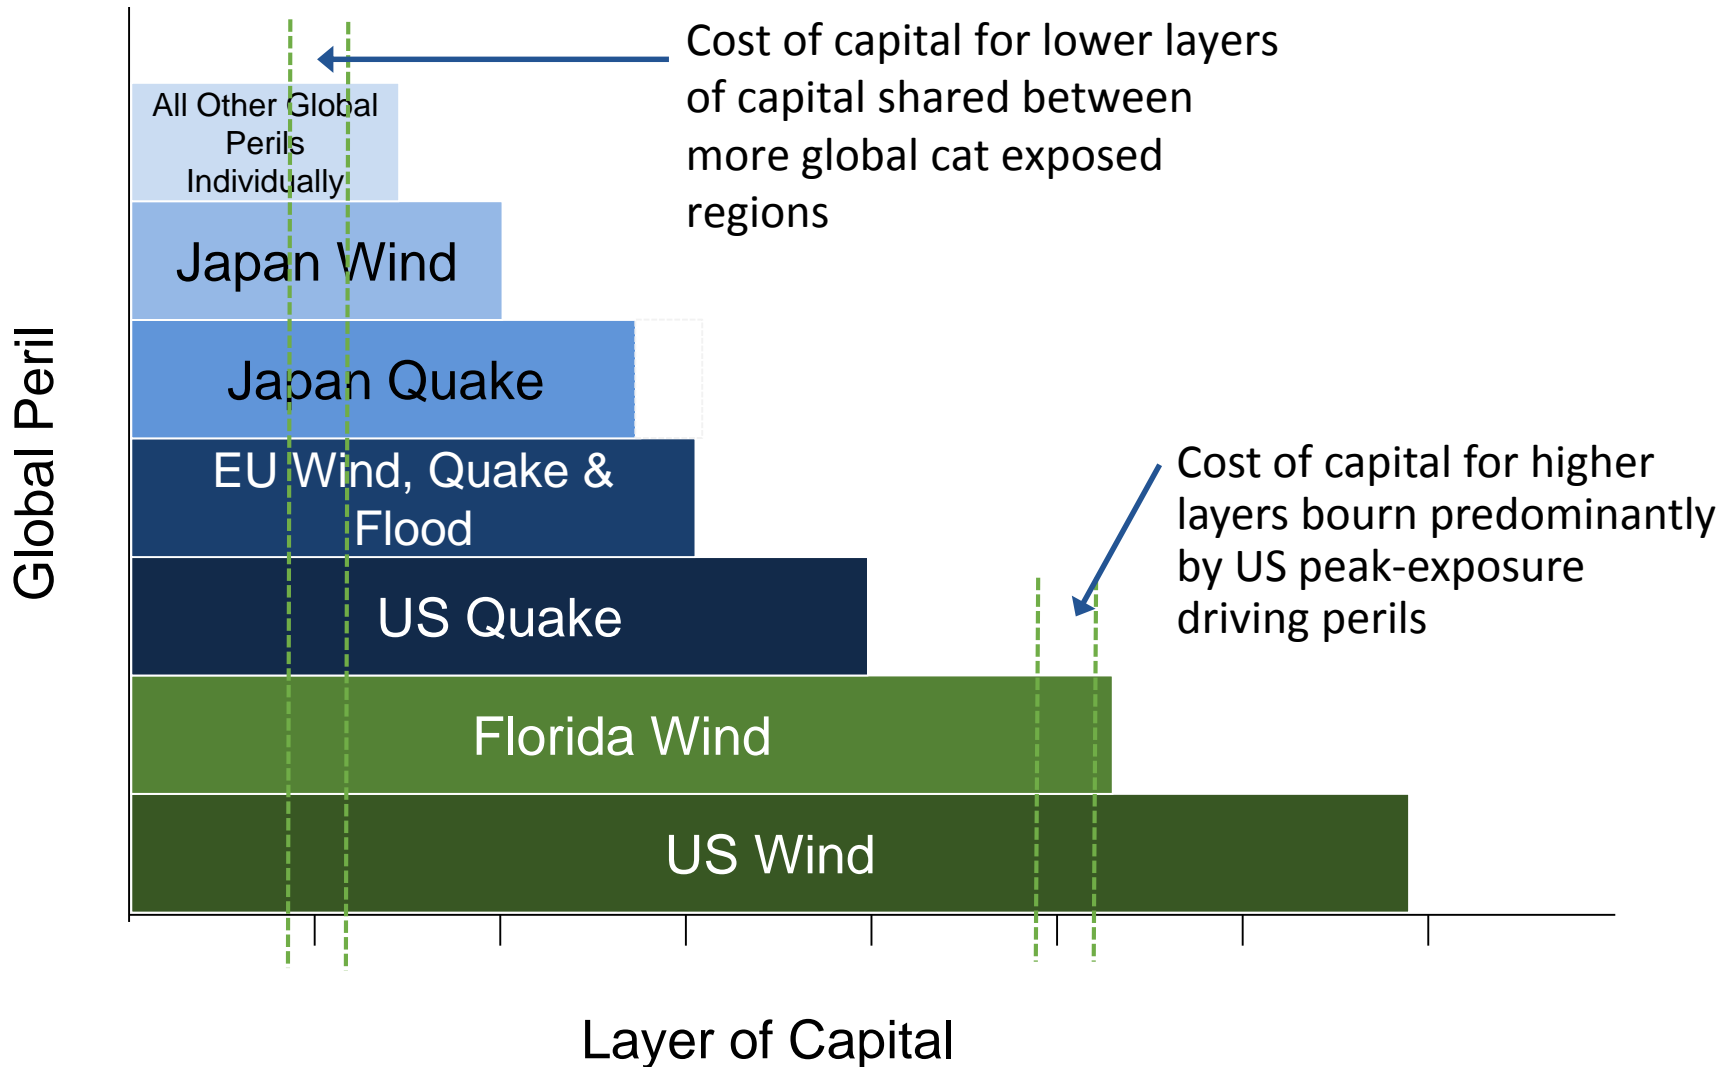 Cost of capital for lower layers
of capital shared between
more global cat exposed
regions
All Other Global
Perils
Individually
Japan Wind
Japan Quake
EU Wind, Quake &
Flood
US Quake
Florida Wind
US Wind
Cost of capital for higher
layers bourn predominantly
by US peak-exposure
driving perils
Global Peril
Layer of Capital